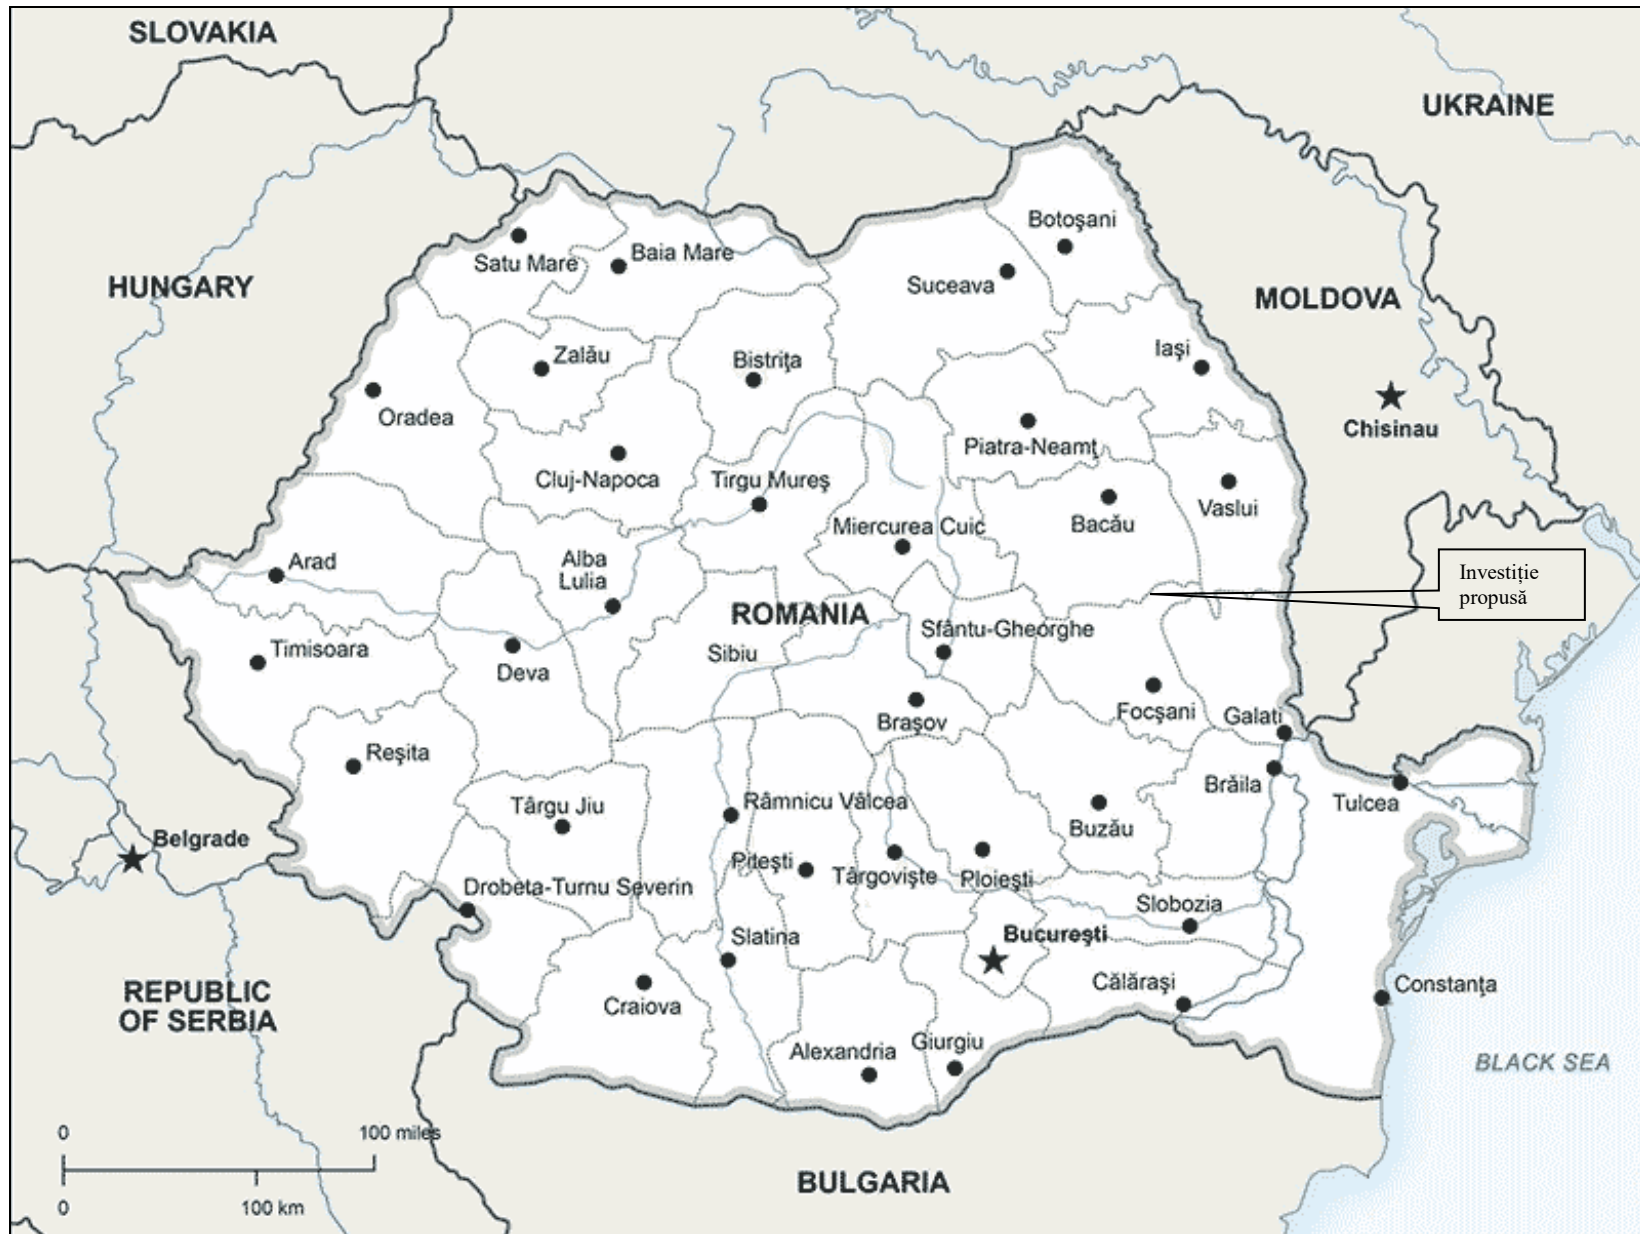 SLOVAKIA
UKRAINE
Botoşani
Satu Mare
Baia Mare
Suceava
HUNGARY
MOLDOVA
Zalău
Bistriţa
Iaşi
Oradea
Chisinau
Piatra-Neamţ
Cluj-Napoca
Tirgu Mureş
Vaslui
Miercurea Cuic
Bacău
Arad
Alba
Lulia
Investiție
propusă
ROMANIA
Sfântu-Gheorghe
Timisoara
Sibiu
Deva
Focşani
Galati
Braşov
Reşita
Târgu Jiu
Râmnicu Vâlcea
Brăila
Tulcea
Buzău
Belgrade
Piteşti
Târgovişte
Ploieşti
Drobeta-Turnu Severin
Slobozia
Slatina
Bucureşti
Călăraşi
Constanţa
REPUBLIC
OF SERBIA
Craiova
Alexandria
Giurgiu
BLACK SEA
0
100 miles
0
100 km
BULGARIA